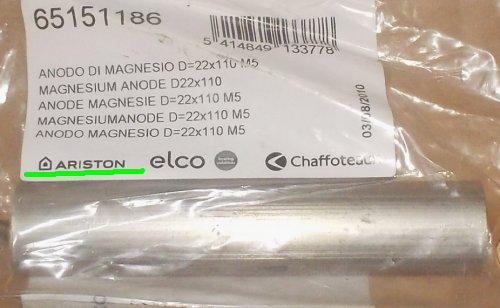 65151186
5 414849 133778
ANODO DI MAGNESIO D=22x110 M5
MAGNESIUM ANODE D22x110
ANODE MAGNESIE D=22x110 M5
MAGNESIUMANODE D=22x110 M5
ANODO MAGNESIO D=22x110 M5
03/08/2010
ARISTON elco Chaffoteaux